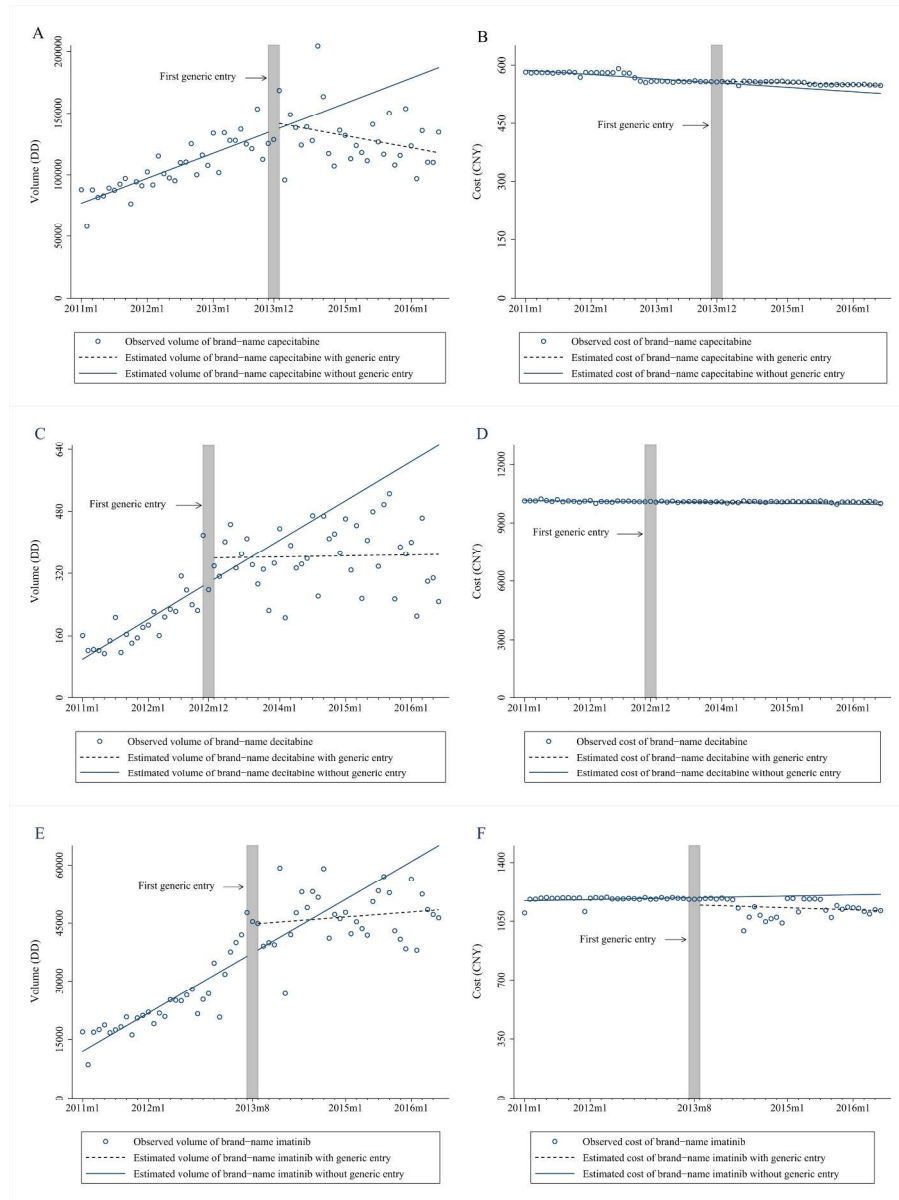 A
200000
150000
100000
50000
0
Volume (DD)
First generic entry
2011m1 2012m1 2013m1 2013m12 2015m1 2016m1
Observed volume of brand−name capecitabine
Estimated volume of brand−name capecitabine with generic entry
Estimated volume of brand−name capecitabine without generic entry
B
600
450
300
150
0
Cost (CNY)
First generic entry
2011m1 2012m1 2013m1 2013m12 2015m1 2016m1
Observed cost of brand−name capecitabine
Estimated cost of brand−name capecitabine with generic entry
Estimated cost of brand−name capecitabine without generic entry
C
640
480
320
160
0
Volume (DD)
First generic entry
2011m1 2012m1 2012m12 2014m1 2015m1 2016m1
Observed volume of brand−name decitabine
Estimated volume of brand−name decitabine with generic entry
Estimated volume of brand−name decitabine without generic entry
D
12000
9000
6000
3000
0
Cost (CNY)
First generic entry
2011m1 2012m1 2012m12 2014m1 2015m1 2016m1
Observed cost of brand−name decitabine
Estimated cost of brand−name decitabine with generic entry
Estimated cost of brand−name decitabine without generic entry
E
60000
45000
30000
15000
0
Volume (DD)
First generic entry
2011m1 2012m1 2013m8 2015m1 2016m1
Observed volume of brand−name imatinib
Estimated volume of brand−name imatinib with generic entry
Estimated volume of brand−name imatinib without generic entry
F
1400
1050
700
350
0
Cost (CNY)
First generic entry
2011m1 2012m1 2013m8 2015m1 2016m1
Observed cost of brand−name imatinib
Estimated cost of brand−name imatinib with generic entry
Estimated cost of brand−name imatinib without generic entry